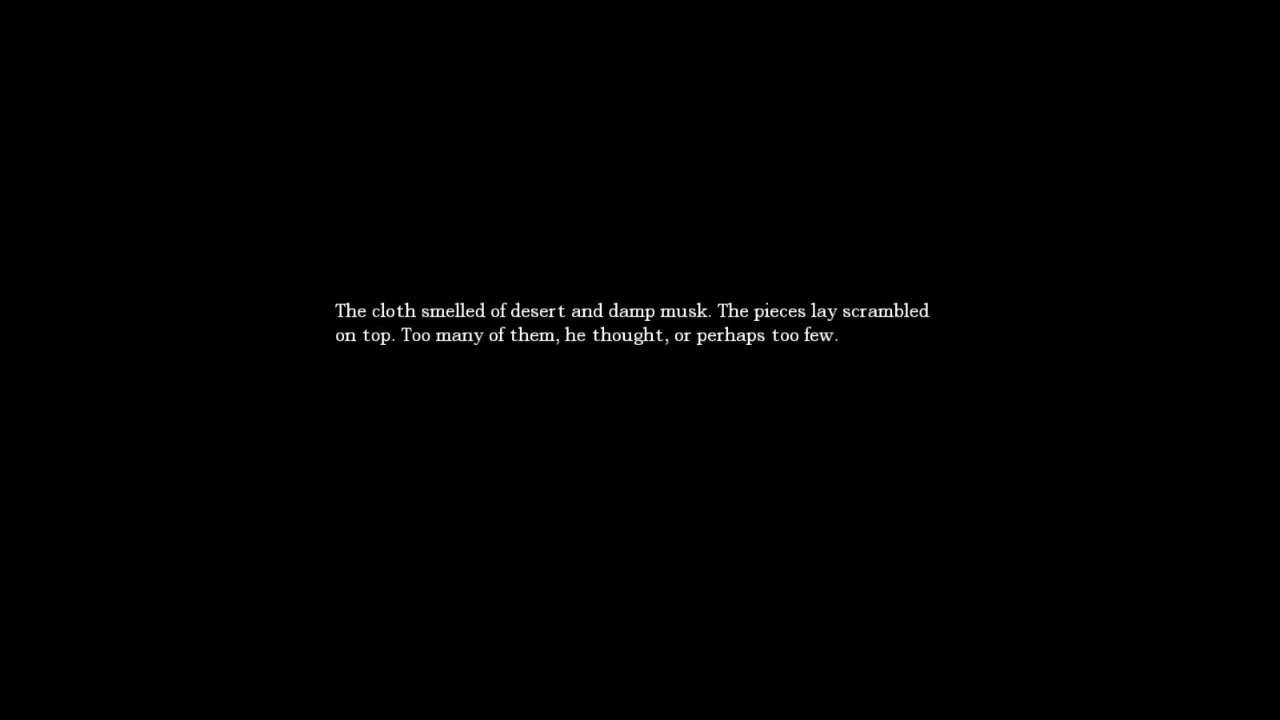 The cloth smelled of desert and damp musk. The pieces lay scrambled
on top. Too many of them, he thought, or perhaps too few.